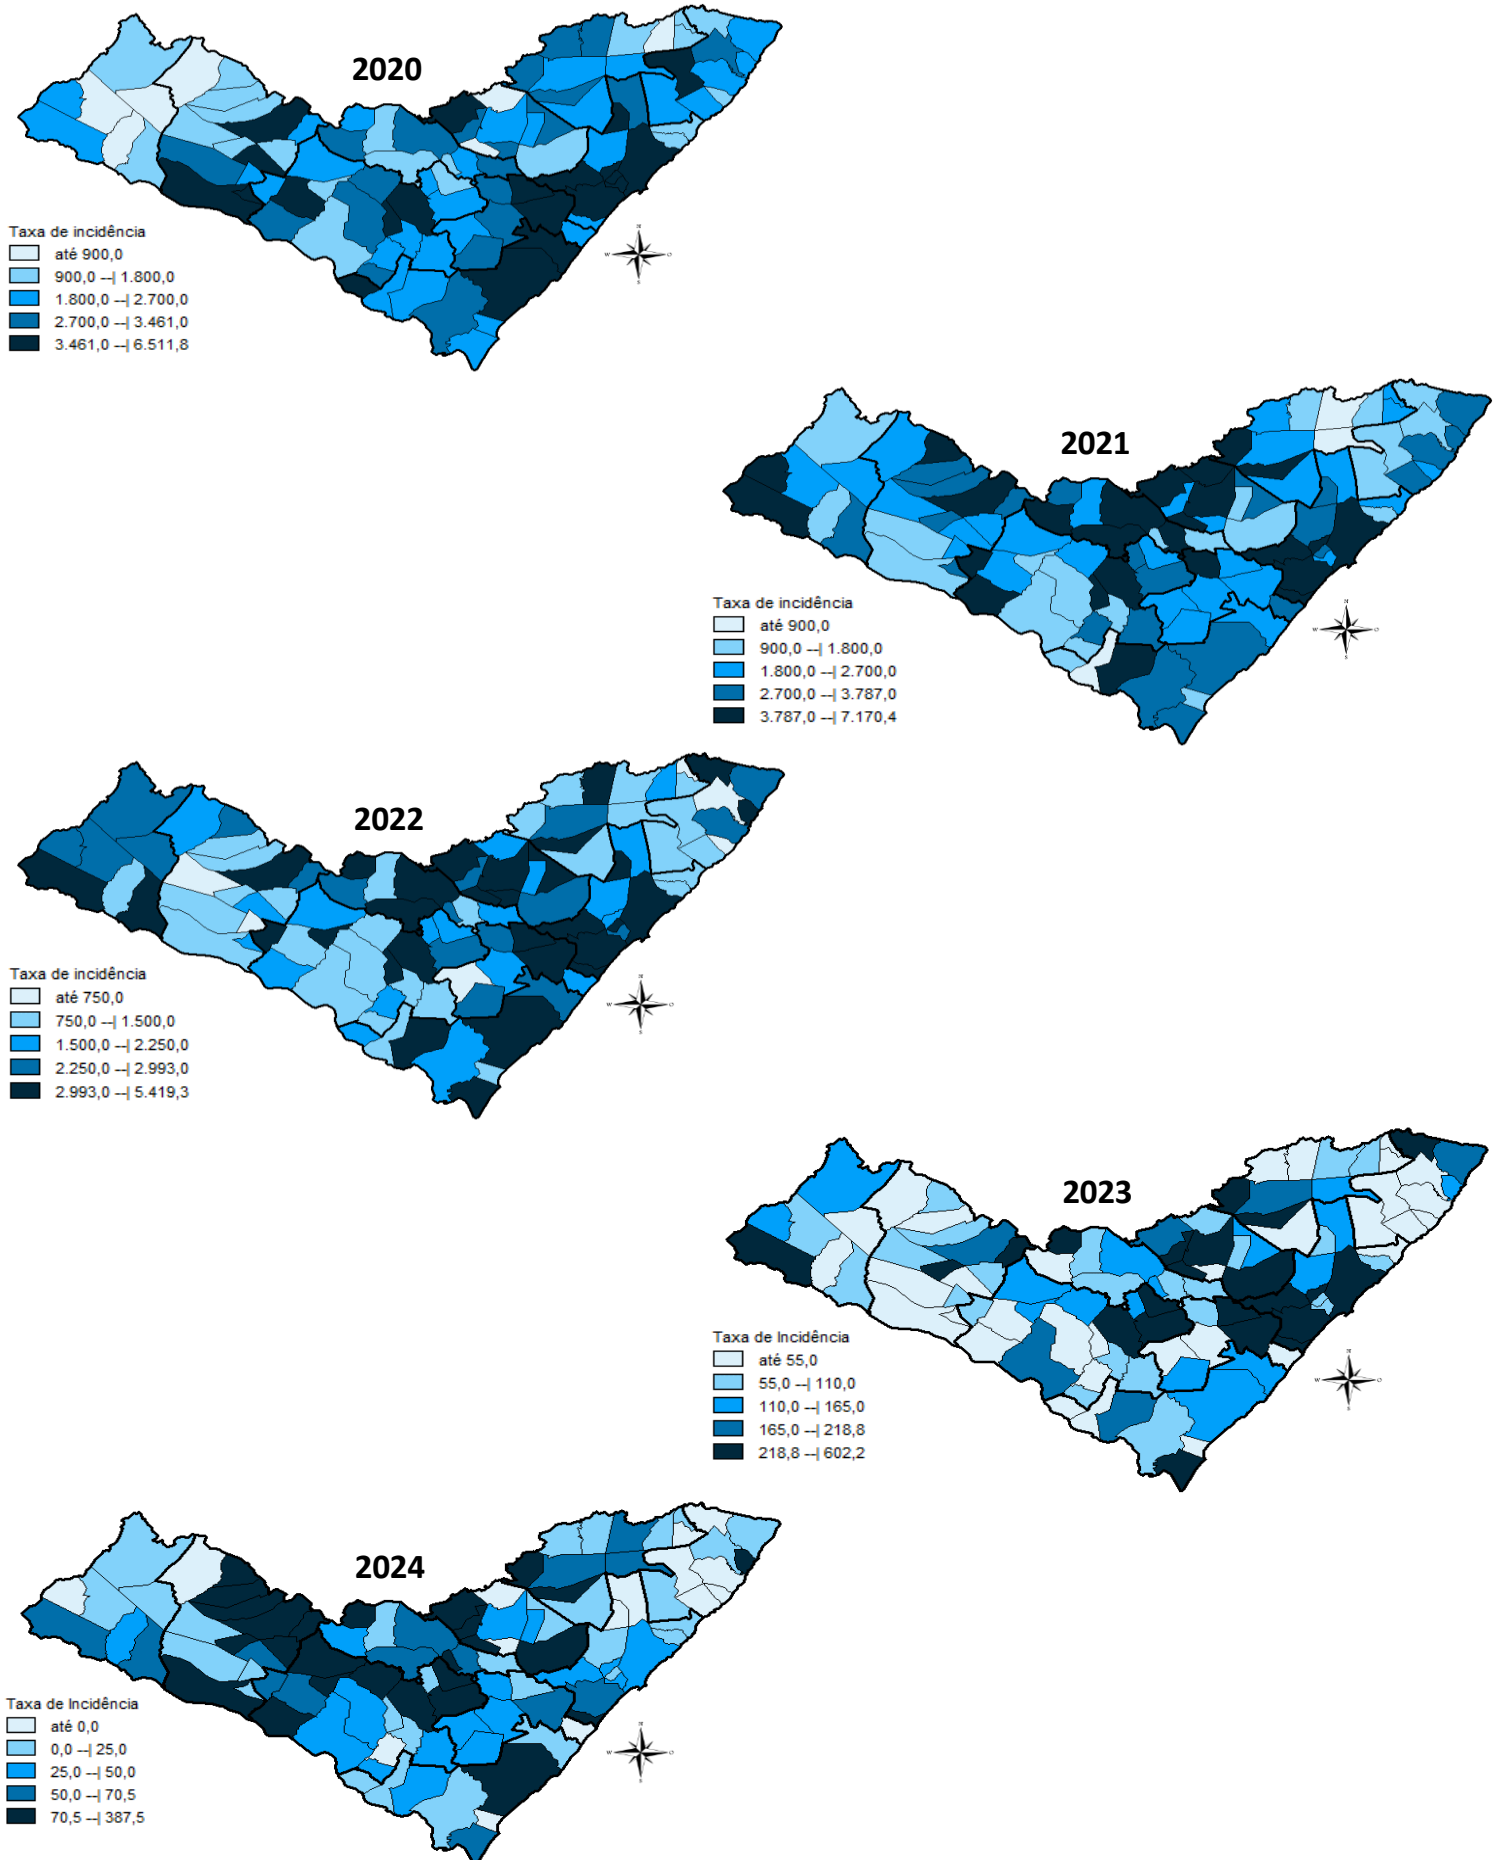 2020
Taxa de incidência
até 900,0
900,0 --| 1.800,0
1.800,0 --| 2.700,0
2.700,0 --| 3.461,0
3.461,0 --| 6.511,8
2021
Taxa de incidência
até 900,0
900,0 --| 1.800,0
1.800,0 --| 2.700,0
2.700,0 --| 3.787,0
3.787,0 --| 7.170,4
2022
Taxa de incidência
até 750,0
750,0 --| 1.500,0
1.500,0 --| 2.250,0
2.250,0 --| 2.993,0
2.993,0 --| 5.419,3
2023
Taxa de Incidência
até 55,0
55,0 --| 110,0
110,0 --| 165,0
165,0 --| 218,8
218,8 --| 602,2
2024
Taxa de Incidência
até 0,0
0,0 --| 25,0
25,0 --| 50,0
50,0 --| 70,5
70,5 --| 387,5